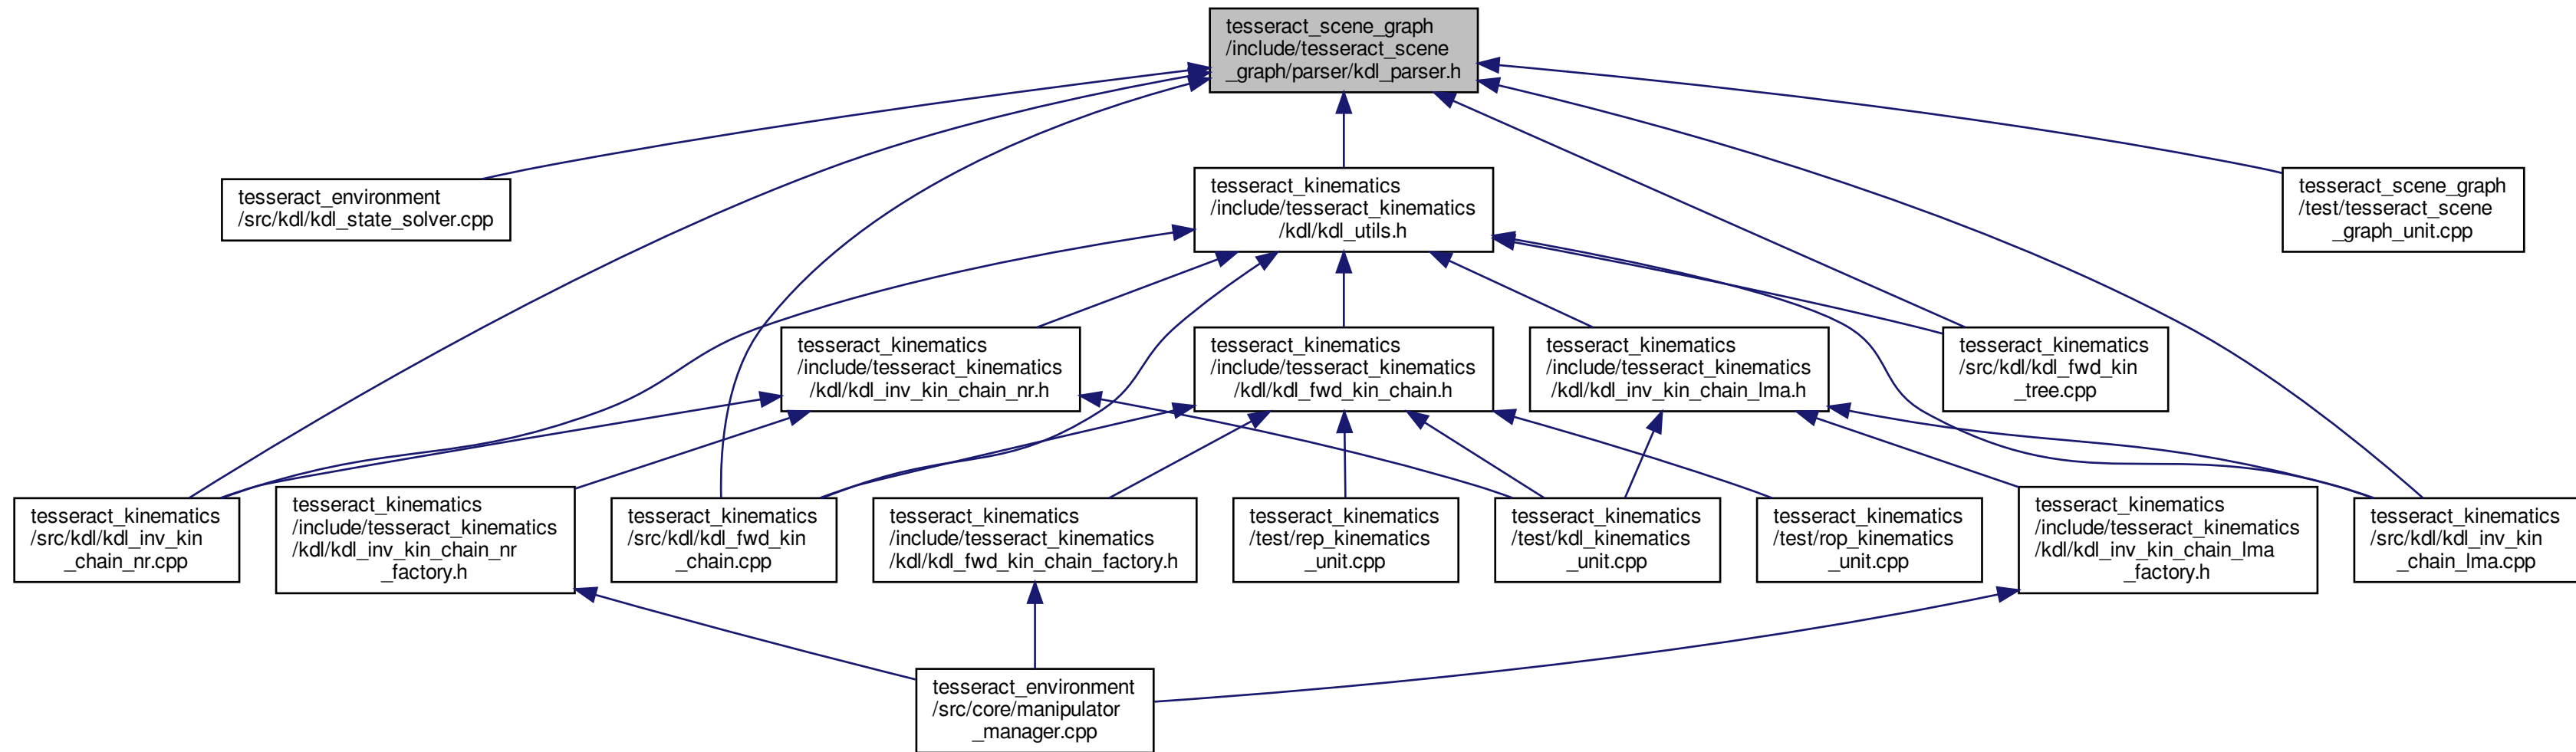 tesseract_scene_graph
/include/tesseract_scene
_graph/parser/kdl_parser.h
tesseract_environment
/src/kdl/kdl_state_solver.cpp
tesseract_kinematics
/include/tesseract_kinematics
/kdl/kdl_utils.h
tesseract_scene_graph
/test/tesseract_scene
_graph_unit.cpp
tesseract_kinematics
/include/tesseract_kinematics
/kdl/kdl_inv_kin_chain_nr.h
tesseract_kinematics
/include/tesseract_kinematics
/kdl/kdl_fwd_kin_chain.h
tesseract_kinematics
/include/tesseract_kinematics
/kdl/kdl_inv_kin_chain_lma.h
tesseract_kinematics
/src/kdl/kdl_fwd_kin
_tree.cpp
tesseract_kinematics
/src/kdl/kdl_inv_kin
_chain_nr.cpp
tesseract_kinematics
/include/tesseract_kinematics
/kdl/kdl_inv_kin_chain_nr
_factory.h
tesseract_kinematics
/src/kdl/kdl_fwd_kin
_chain.cpp
tesseract_kinematics
/include/tesseract_kinematics
/kdl/kdl_fwd_kin_chain_factory.h
tesseract_kinematics
/test/rep_kinematics
_unit.cpp
tesseract_kinematics
/test/kdl_kinematics
_unit.cpp
tesseract_kinematics
/test/rop_kinematics
_unit.cpp
tesseract_kinematics
/include/tesseract_kinematics
/kdl/kdl_inv_kin_chain_lma
_factory.h
tesseract_kinematics
/src/kdl/kdl_inv_kin
_chain_lma.cpp
tesseract_environment
/src/core/manipulator
_manager.cpp